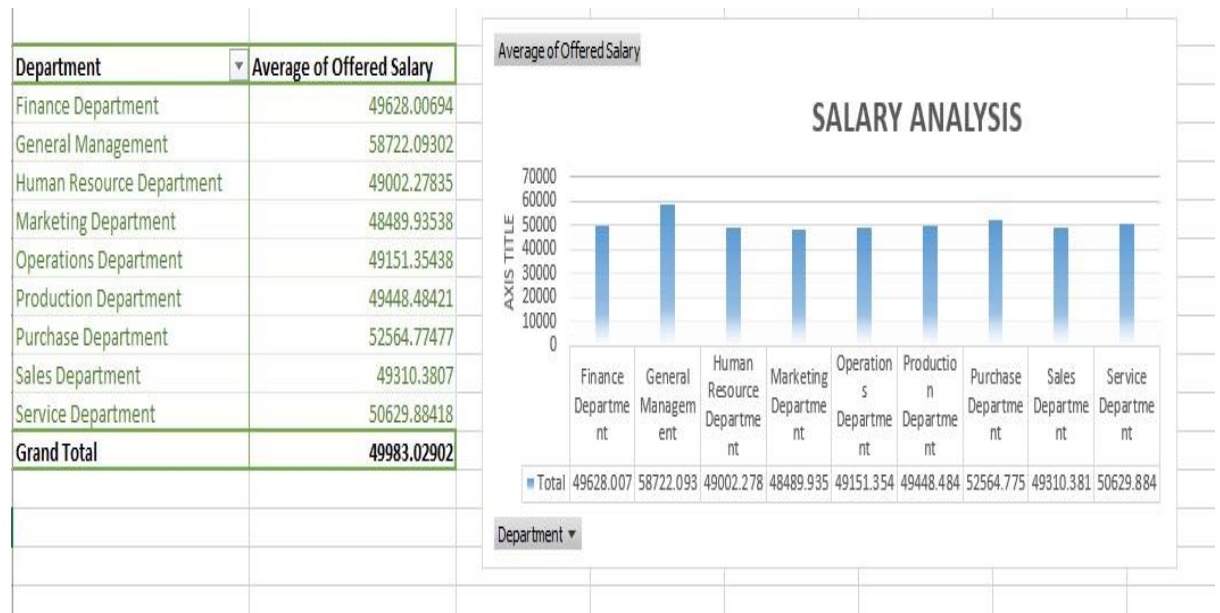 Department Average of Offered Salary
Finance Department 49628.00694
General Management 58722.09302
Human Resource Department 49002.27835
Marketing Department 48489.93538
Operations Department 49151.35438
Production Department 49448.48421
Purchase Department 52564.77477
Sales Department 49310.3807
Service Department 50629.88418
Grand Total 49983.02902
Average of Offered Salary
SALARY ANALYSIS
AXIS TITLE
70000
60000
50000
40000
30000
20000
10000
0
Finance
Departme
nt
General
Managem
ent
Human
Resource
Departme
nt
Marketing
Departme
nt
Operation
s
Departme
nt
Productio
n
Departme
nt
Purchase
Departme
nt
Sales
Departme
nt
Service
Departme
nt
Total 49628.007 58722.093 49002.278 48489.935 49151.354 49448.484 52564.775 49310.381 50629.884
Department